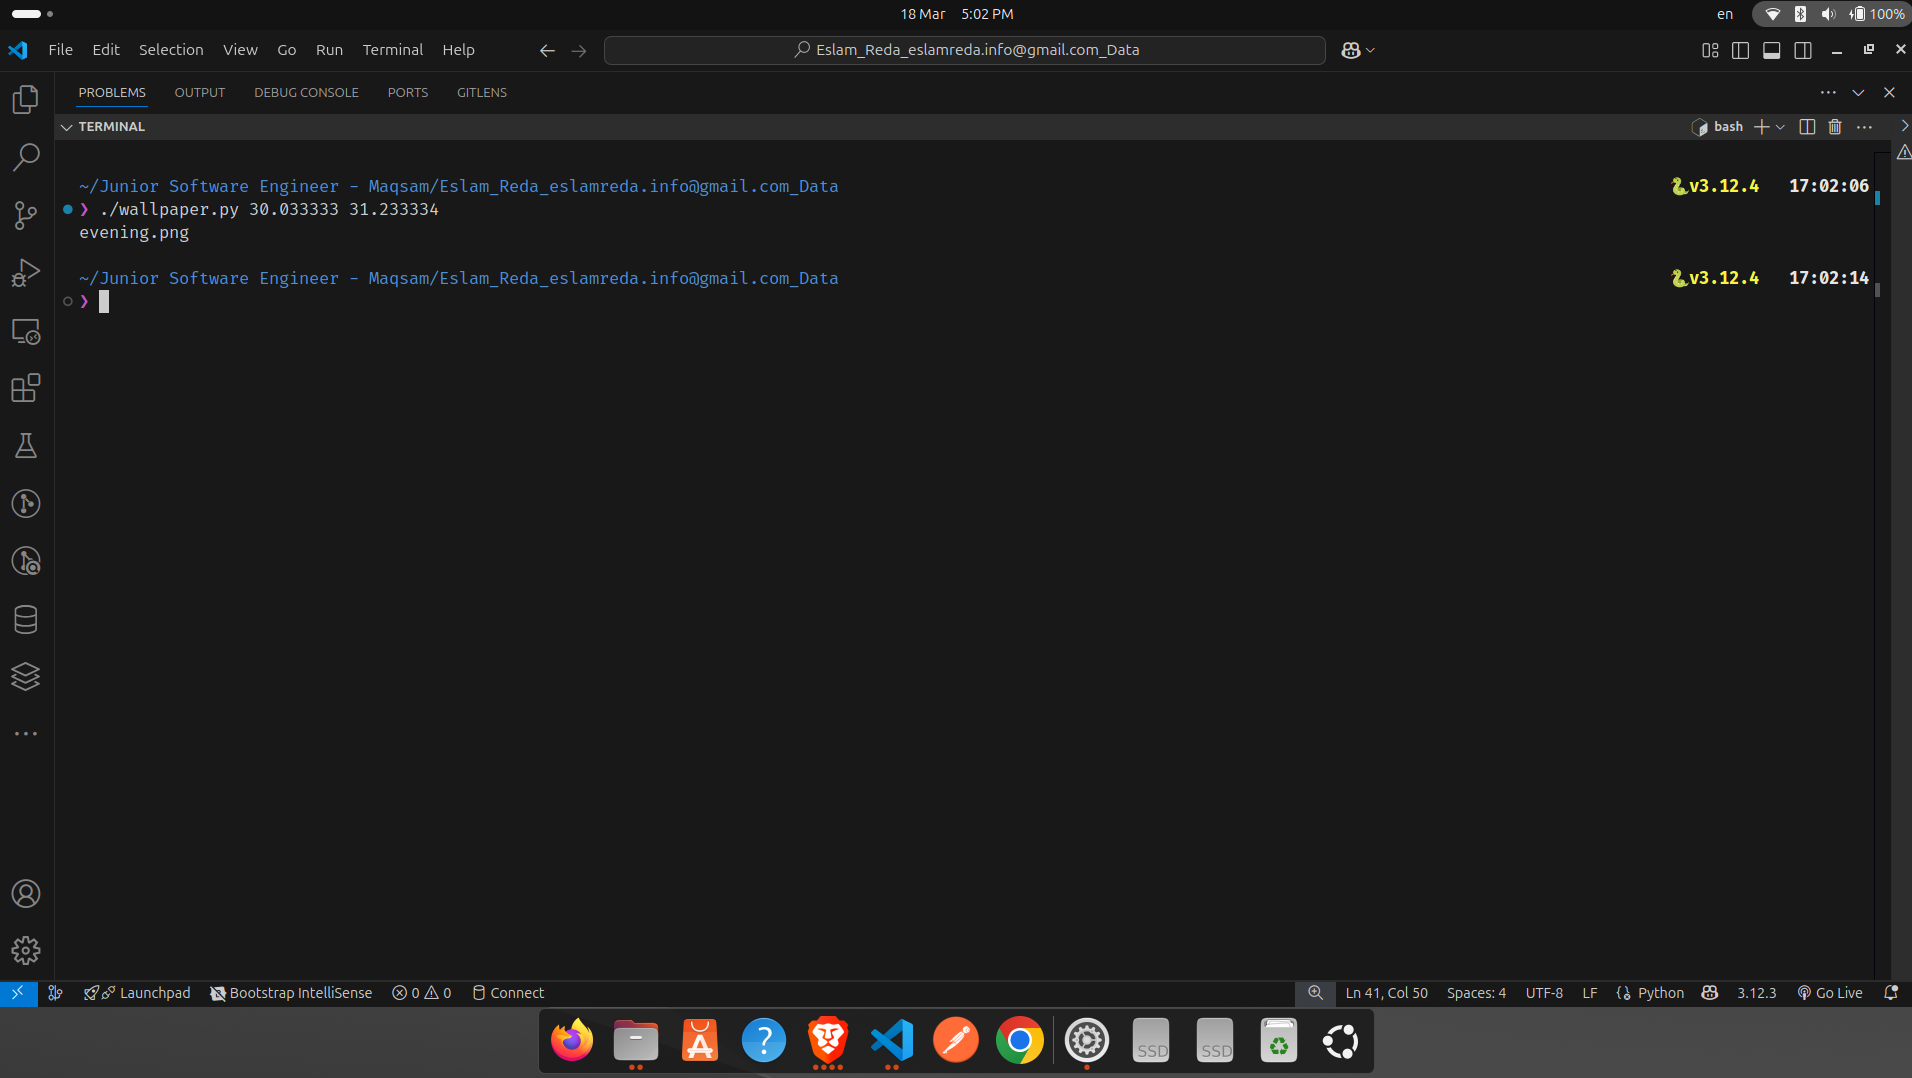 18 Mar 5:02 PM
en
100%
File Edit Selection View Go Run Terminal Help
Eslam_Reda_eslamreda.info@gmail.com_Data
PROBLEMS OUTPUT DEBUG CONSOLE PORTS GITLENS
TERMINAL
bash
~/Junior Software Engineer - Maqsam/Eslam_Reda_eslamreda.info@gmail.com_Data
🐍v3.12.4 17:02:06
❯ ./wallpaper.py 30.033333 31.233334
evening.png
~/Junior Software Engineer - Maqsam/Eslam_Reda_eslamreda.info@gmail.com_Data
🐍v3.12.4 17:02:14
❯
Launchpad Bootstrap IntelliSense 0 0 Connect
Ln 41, Col 50 Spaces: 4 UTF-8 LF Python 3.12.3 Go Live
SSD
SSD